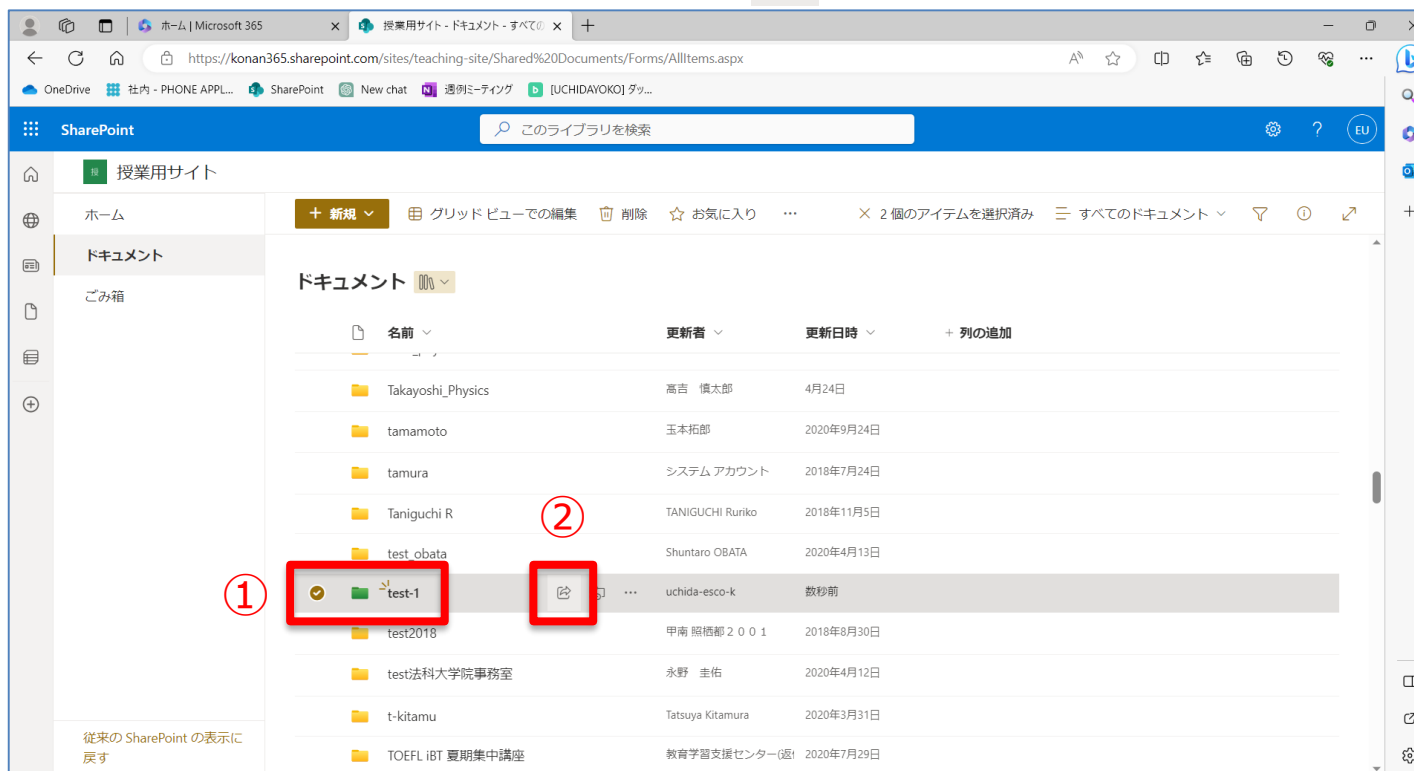 ホーム | Microsoft 365
授業用サイト - ドキュメント - すべての
https://konan365.sharepoint.com/sites/teaching-site/Shared%20Documents/Forms/AllItems.aspx
OneDrive 社内 - PHONE APPL... SharePoint New chat 週例ミーティング [UCHIDAYOKO] ダッ...
SharePoint このライブラリを検索 ? EU
授業用サイト
ホーム
ドキュメント
ごみ箱
従来の SharePoint の表示に
戻す
+ 新規 グリッド ビューでの編集 削除 お気に入り ... × 2 個のアイテムを選択済み すべてのドキュメント
ドキュメント
名前 更新者 更新日時 + 列の追加
Takayoshi_Physics 髙吉 慎太郎 4月24日
tamamoto 玉本拓郎 2020年9月24日
tamura システム アカウント 2018年7月24日
Taniguchi R TANIGUCHI Ruriko 2018年11月5日
②
test_obata Shuntaro OBATA 2020年4月13日
①
test-1 ... uchida-esco-k 数秒前
test2018 甲南 照栖都２００１ 2018年8月30日
test法科大学院事務室 永野 圭佑 2020年4月12日
t-kitamu Tatsuya Kitamura 2020年3月31日
TOEFL iBT 夏期集中講座 教育学習支援センター(返 2020年7月29日